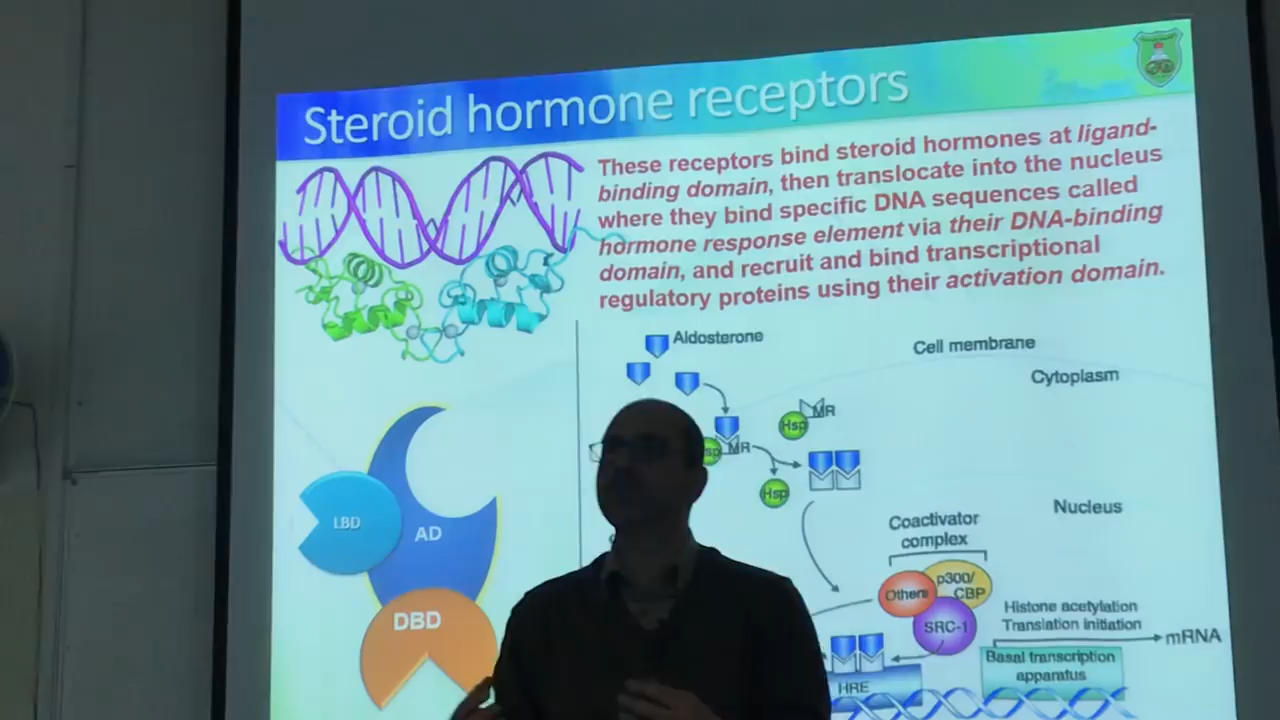 Steroid hormone receptors
These receptors bind steroid hormones at ligand-
binding domain, then translocate into the nucleus
where they bind specific DNA sequences called
hormone response element via their DNA-binding
domain, and recruit and bind transcriptional
regulatory proteins using their activation domain.
Aldosterone
Cell membrane
Cytoplasm
MR
Hsp
sp
MR
Hsp
Nucleus
LBD
AD
DBD
Coactivator
complex
p300/
CBP
Others
SRC-1
Histone acetylation
Translation initiation
mRNA
Basal transcription
apparatus
HRE